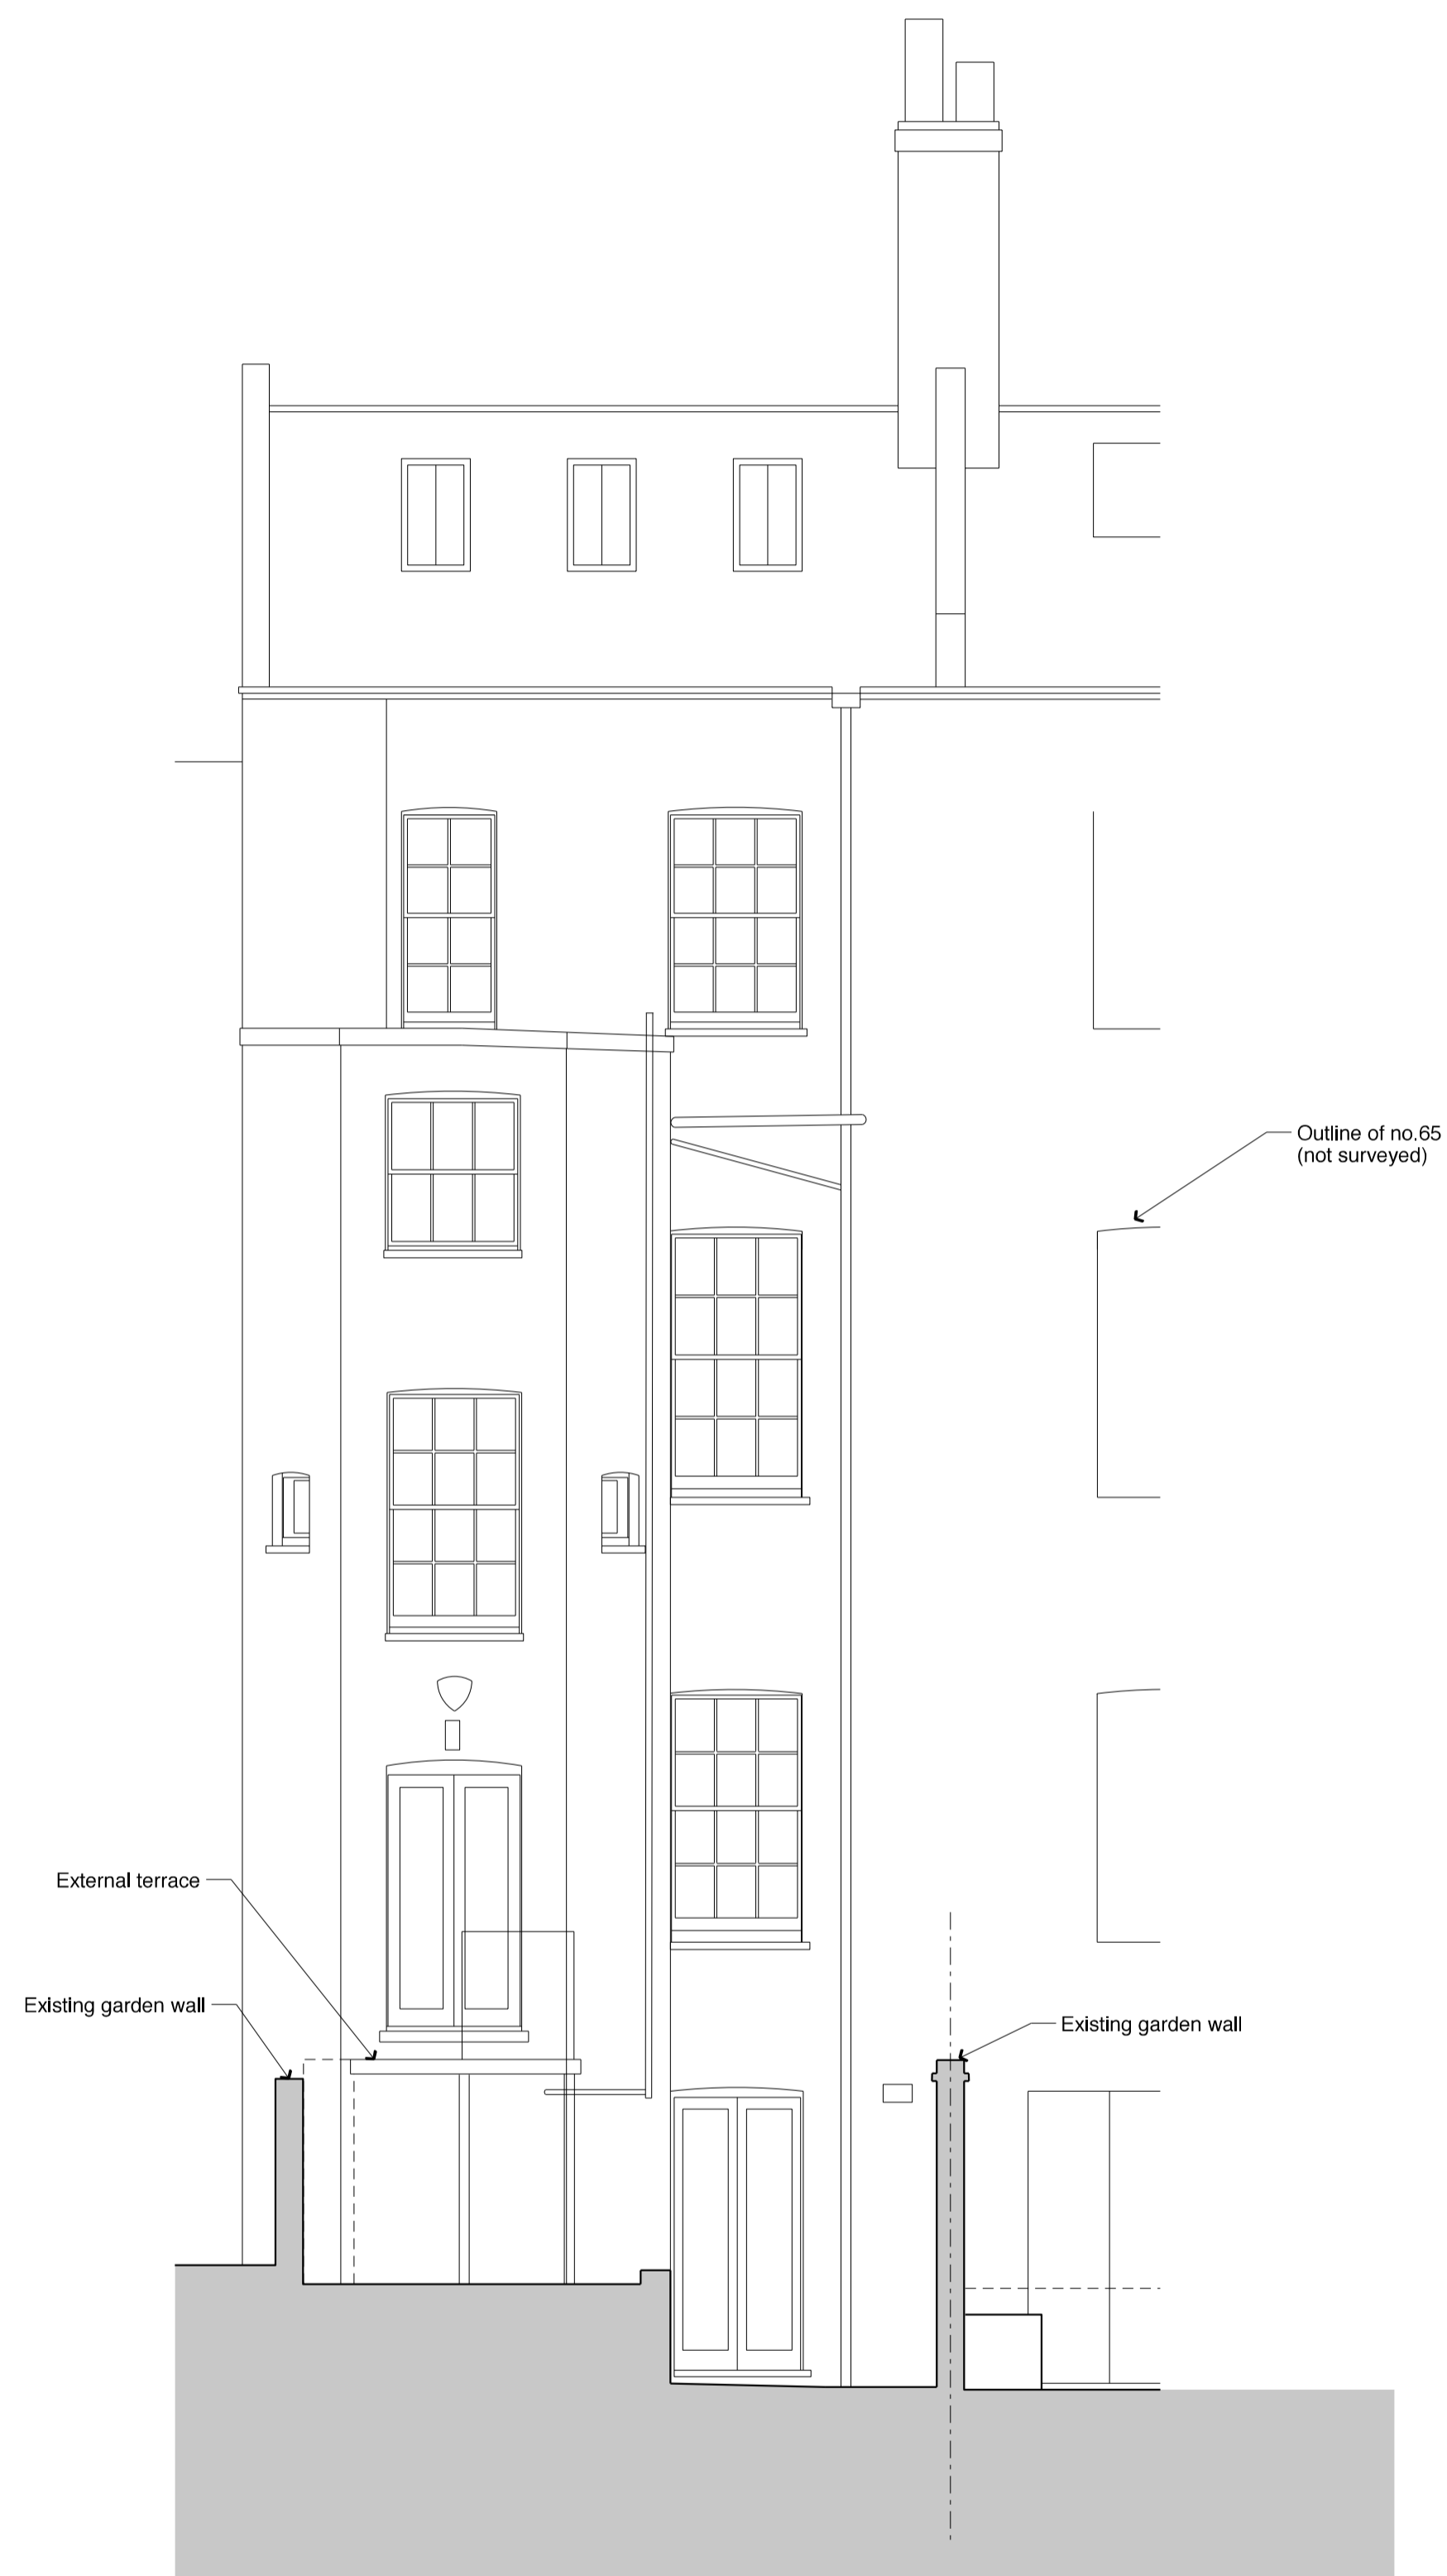 Outline of no.65
(not surveyed)
External terrace
Existing garden wall
Existing garden wall